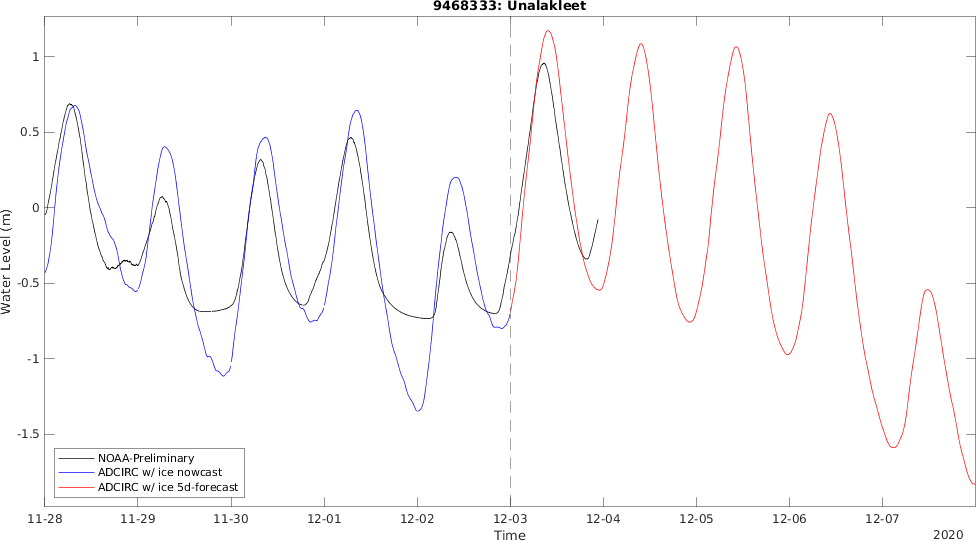 9468333: Unalakleet
Water Level (m)
1
0.5
0
-0.5
-1
-1.5
NOAA-Preliminary
ADCIRC w/ ice nowcast
ADCIRC w/ ice 5d-forecast
11-28 11-29 11-30 12-01 12-02 12-03 12-04 12-05 12-06 12-07
Time
2020